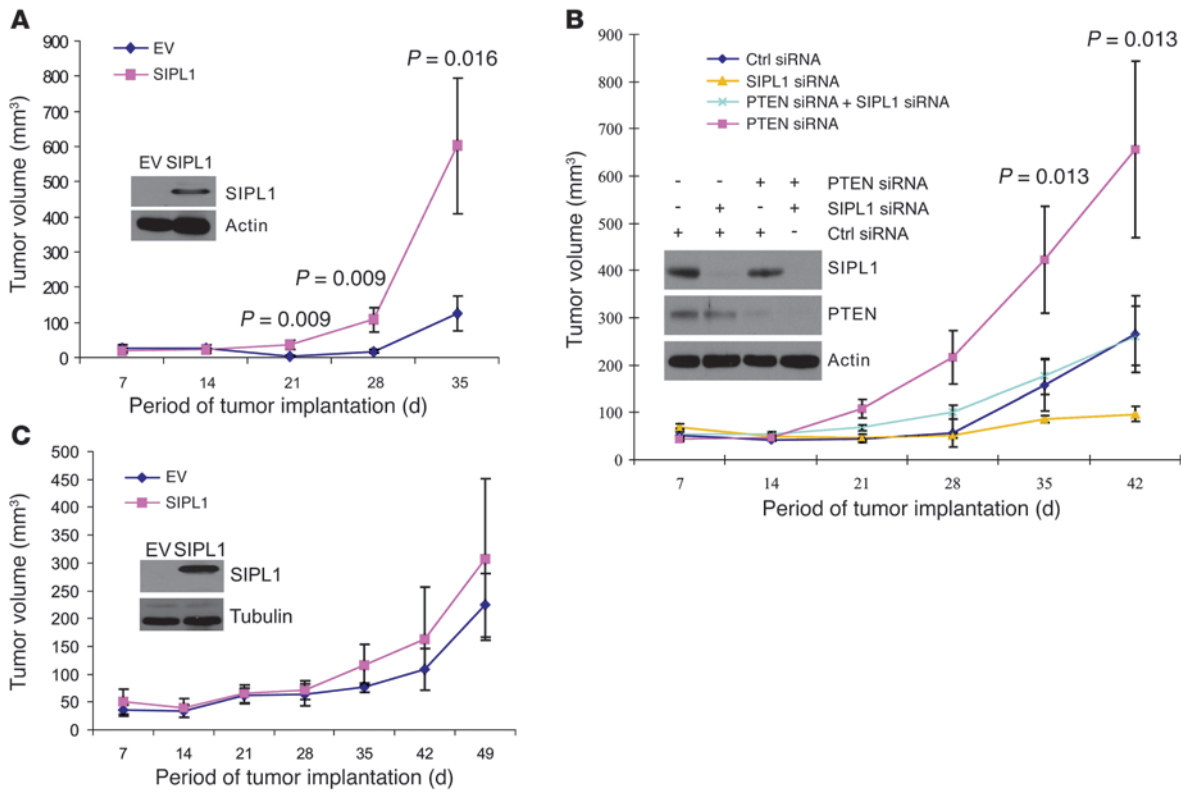 A
EV
SIPL1
P = 0.016
P = 0.009
P = 0.009
EV SIPL1
SIPL1
Actin
Tumor volume (mm³)
900
800
700
600
500
400
300
200
100
0
7 14 21 28 35
Period of tumor implantation (d)
B
Ctrl siRNA
SIPL1 siRNA
PTEN siRNA + SIPL1 siRNA
PTEN siRNA
P = 0.013
P = 0.013
- - + + PTEN siRNA
- + - + SIPL1 siRNA
+ + + - Ctrl siRNA
SIPL1
PTEN
Actin
Tumor volume (mm³)
900
800
700
600
500
400
300
200
100
0
7 14 21 28 35 42
Period of tumor implantation (d)
C
EV
SIPL1
EV SIPL1
SIPL1
Tubulin
Tumor volume (mm³)
500
450
400
350
300
250
200
150
100
50
0
7 14 21 28 35 42 49
Period of tumor implantation (d)